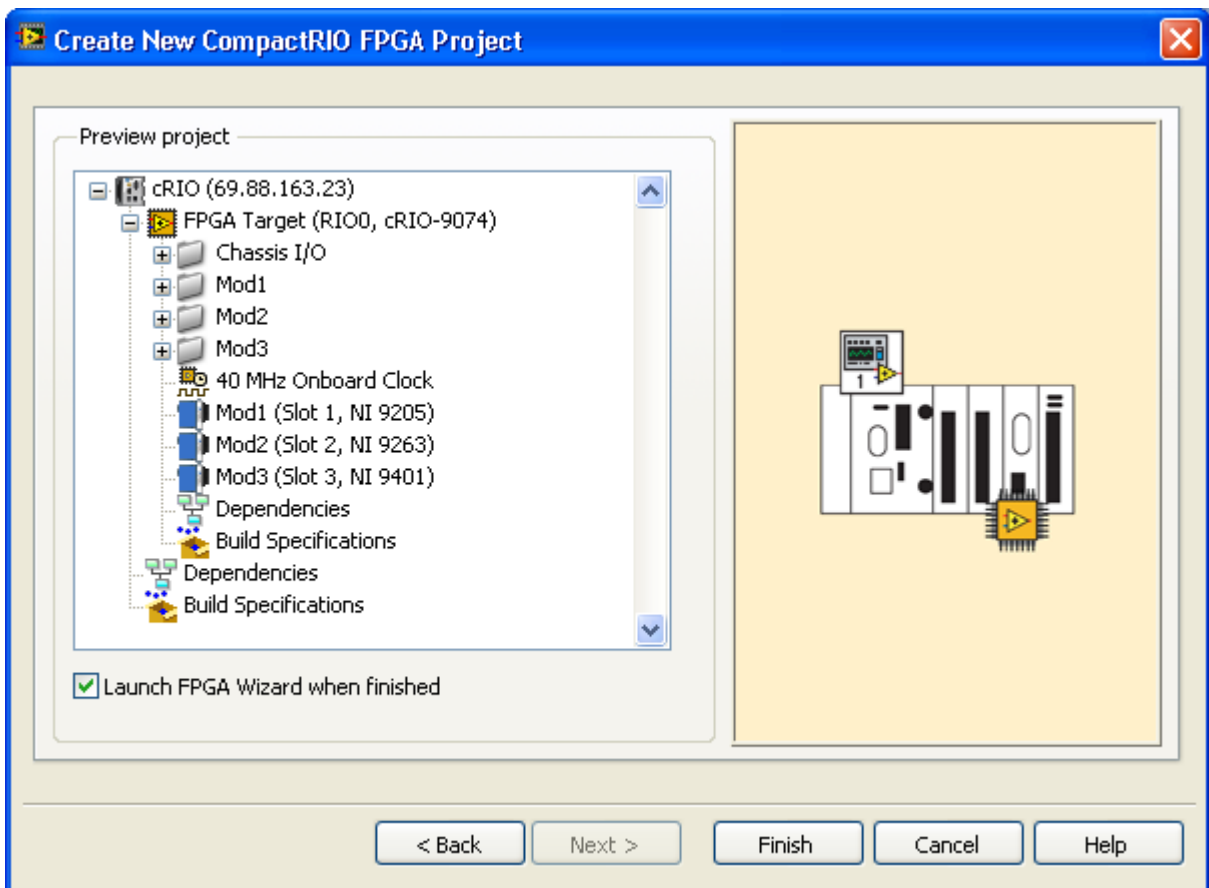 Create New CompactRIO FPGA Project
Preview project
cRIO (69.88.163.23)
FPGA Target (RIO0, cRIO-9074)
Chassis I/O
Mod1
Mod2
Mod3
40 MHz Onboard Clock
Mod1 (Slot 1, NI 9205)
Mod2 (Slot 2, NI 9263)
Mod3 (Slot 3, NI 9401)
Dependencies
Build Specifications
Dependencies
Build Specifications
Launch FPGA Wizard when finished
1
< Back Next > Finish Cancel Help